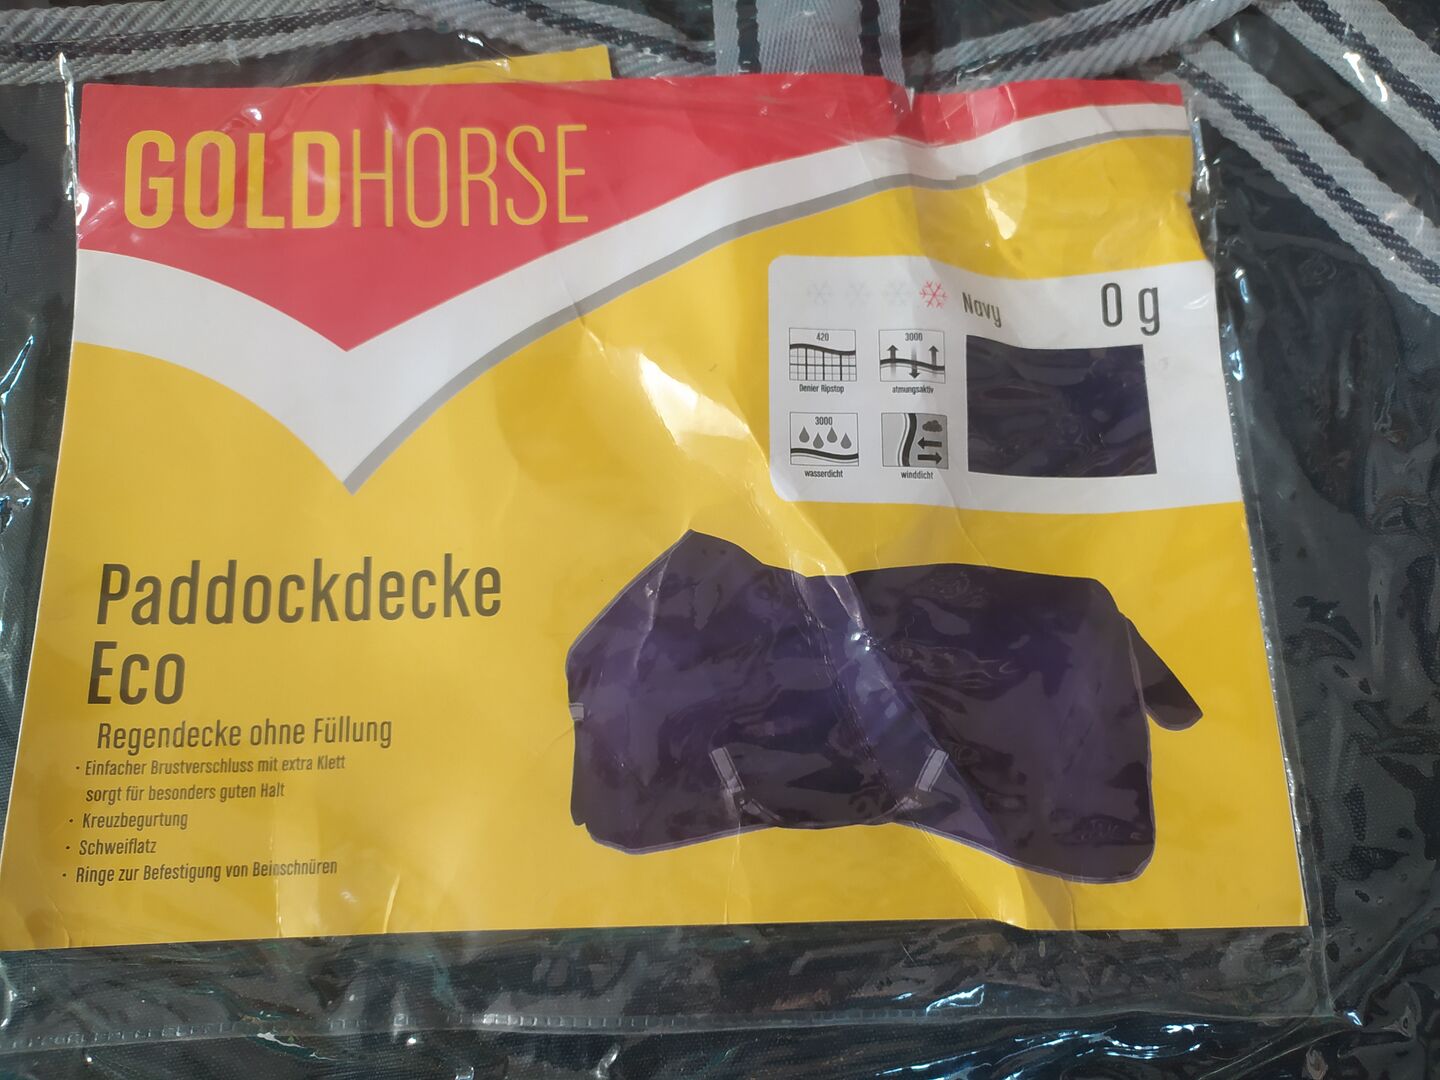 GOLDHORSE
Navy
0 g
420
Denier Ripstop
3000
atmungsaktiv
3000
wasserdicht
winddicht
Paddockdecke
Eco
Regendecke ohne Füllung
· Einfacher Brustverschluss mit extra Klett
sorgt für besonders guten Halt
· Kreuzbegurtung
· Schweiflatz
· Ringe zur Befestigung von Beinschnüren